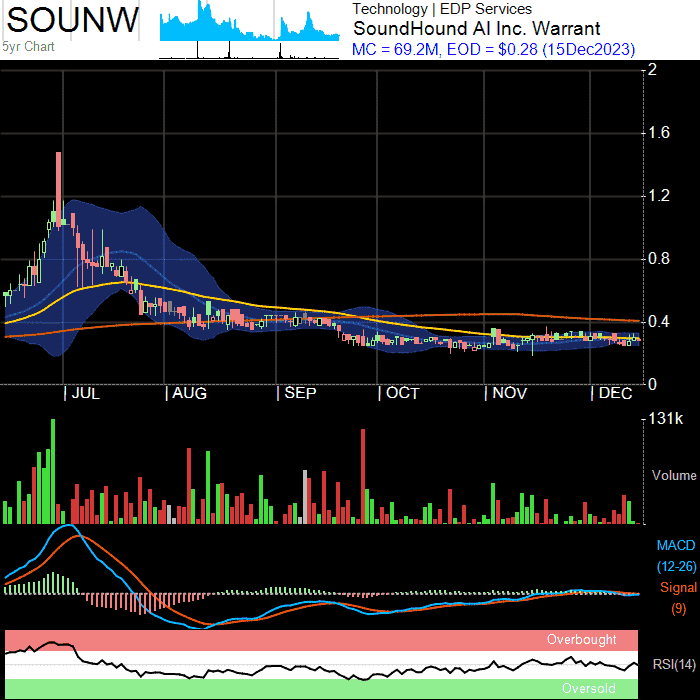 SOUNW
5yr Chart
Technology | EDP Services
SoundHound AI Inc. Warrant
MC = 69.2M, EOD = $0.28 (15Dec2023)
2
1.6
1.2
0.8
0.4
0
| JUL | AUG | SEP | OCT | NOV | DEC
131k
Volume
MACD
(12-26)
Signal
(9)
Overbought
RSI(14)
Oversold